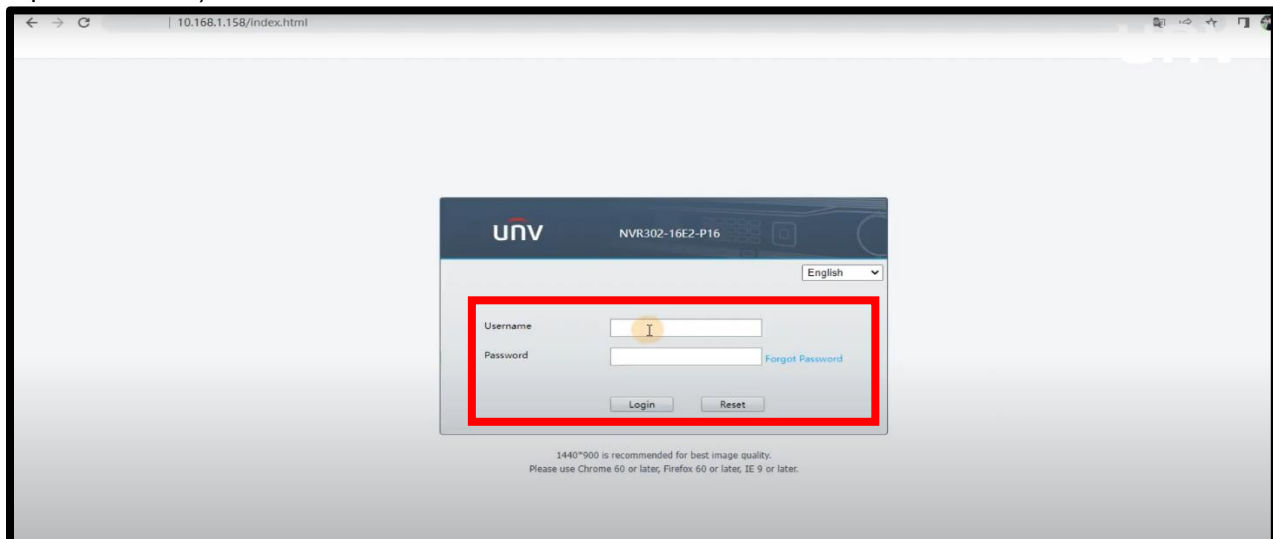 10.168.1.158/index.html
unv
NVR302-16E2-P16
English
Username
Password
Forgot Password
Login Reset
1440*900 is recommended for best image quality.
Please use Chrome 60 or later, Firefox 60 or later, IE 9 or later.